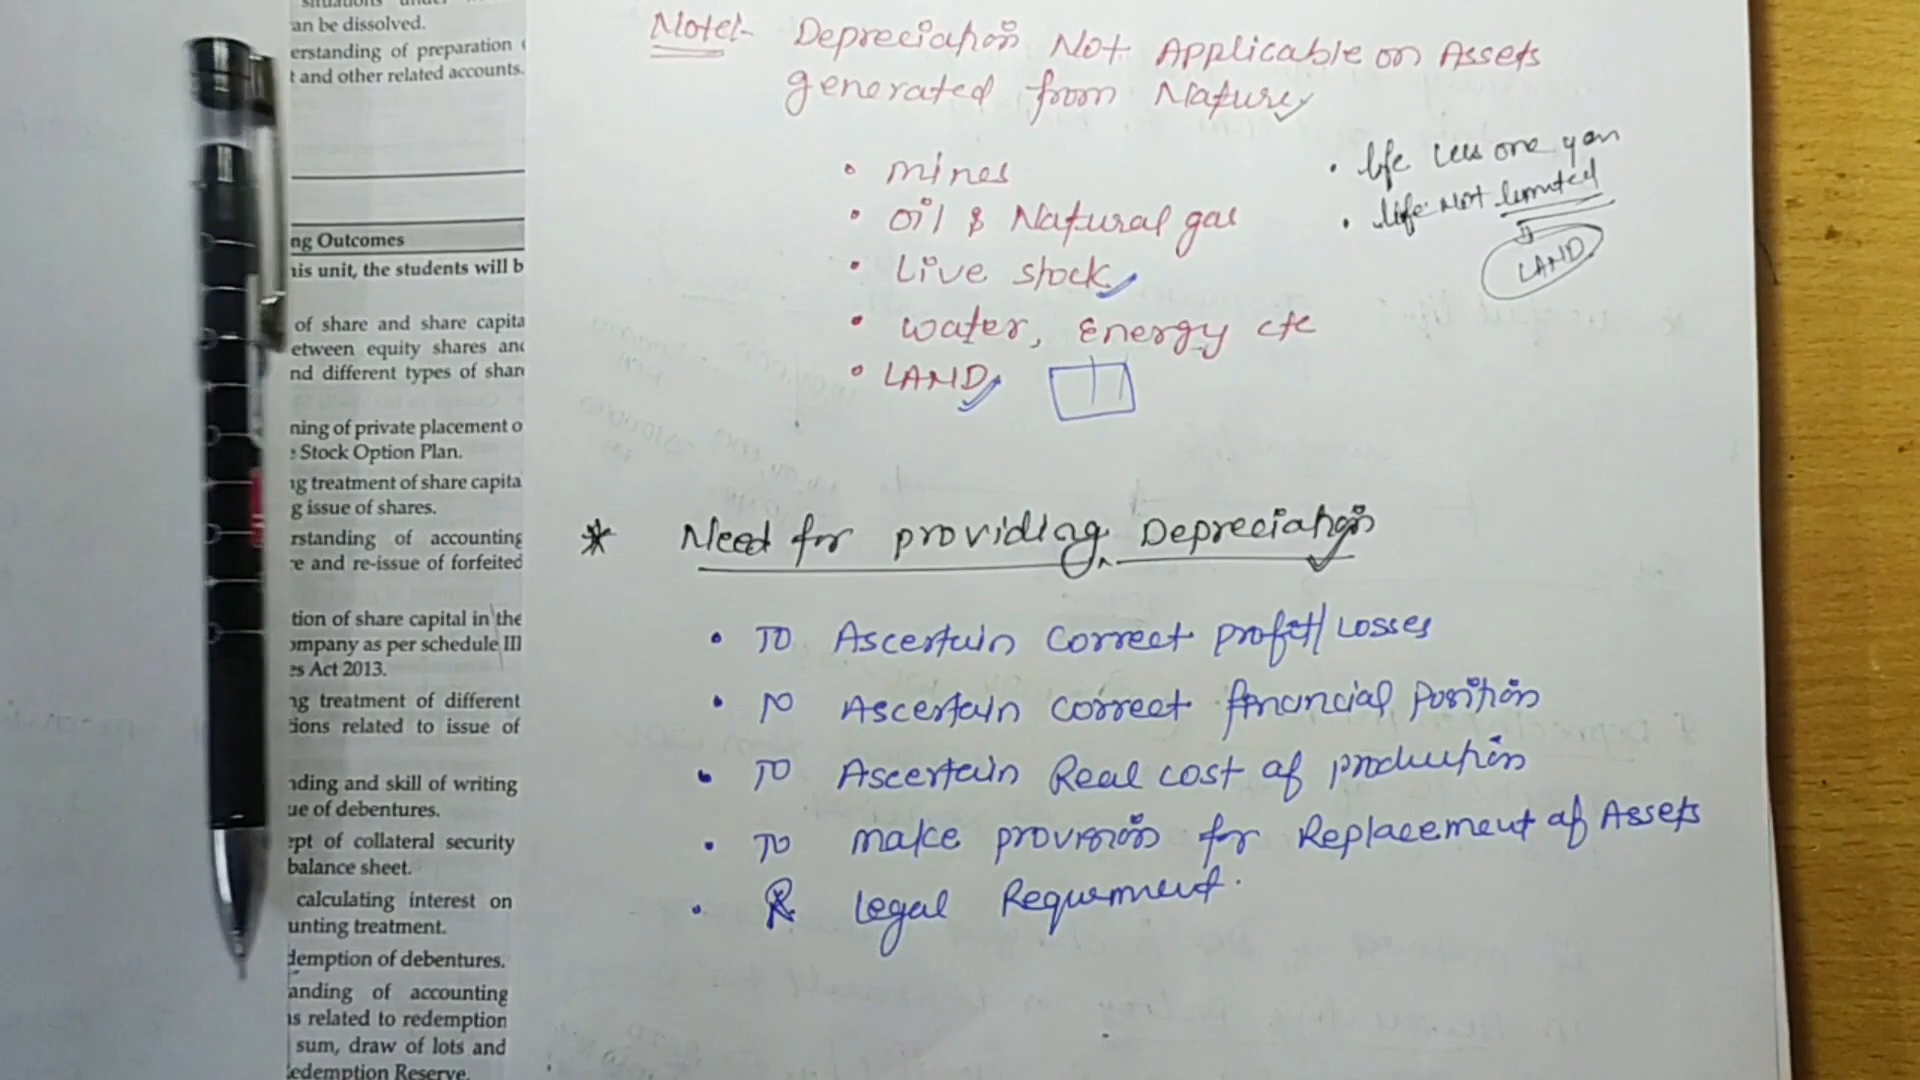 an be dissolved.
erstanding of preparation
t and other related accounts.
ng Outcomes
his unit, the students will b
of share and share capita
etween equity shares and
nd different types of shar
ning of private placement o
Stock Option Plan.
ng treatment of share capita
g issue of shares.
rstanding of accounting
e and re-issue of forfeited
tion of share capital in the
ompany as per schedule III
es Act 2013.
ng treatment of different
tions related to issue of
nding and skill of writing
ue of debentures.
ept of collateral security
balance sheet.
calculating interest on
unting treatment.
demption of debentures.
anding of accounting
as related to redemption
sum, draw of lots and
edemption Reserve.
Note:- Depreciation Not Applicable on Assets
generated from Nature
• mines
• oil & Natural gas
• Live stock
• water, Energy etc
• LAND
• life less one year
• life Not limited
LAND
* Need for providing Depreciation
• TO Ascertain Correct profit/Losses
• TO Ascertain correct financial Position
• TO Ascertain Real cost of production
• TO make provision for Replacement of Assets
• Legal Requrment.